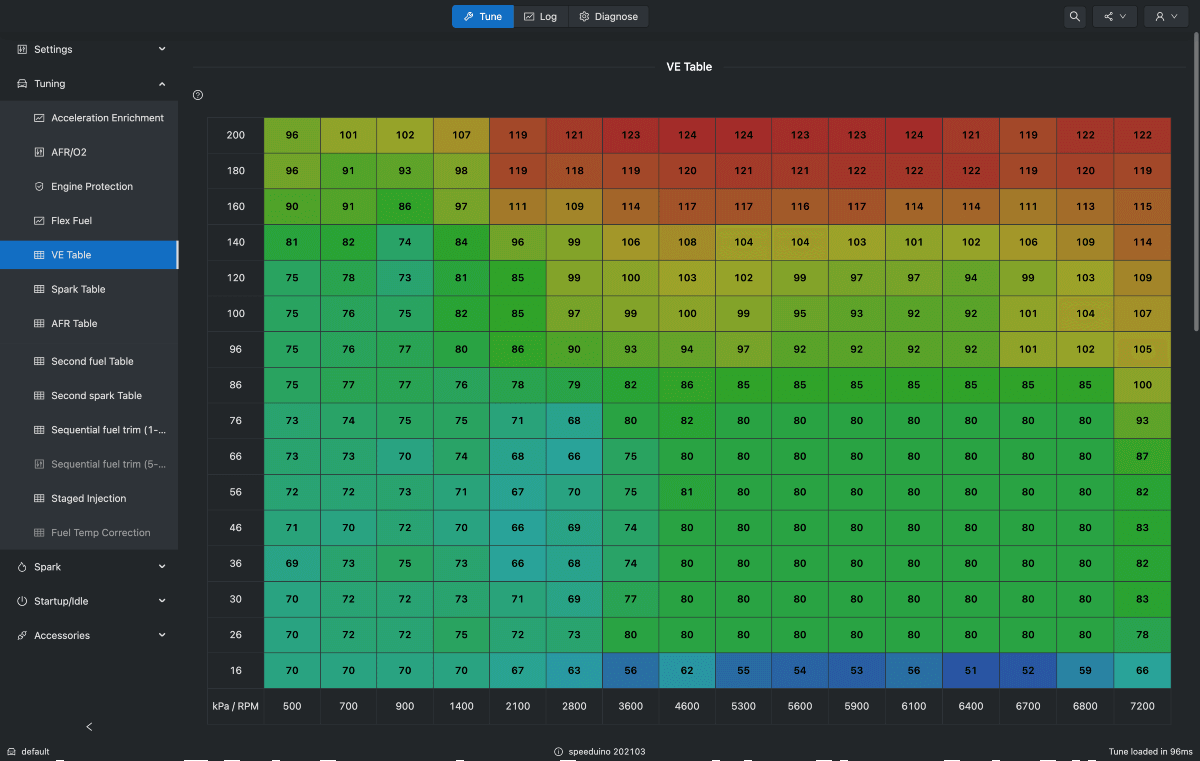 Tune Log Diagnose
Settings
Tuning
Acceleration Enrichment
AFR/O2
Engine Protection
Flex Fuel
VE Table
Spark Table
AFR Table
Second fuel Table
Second spark Table
Sequential fuel trim (1-...
Sequential fuel trim (5-...
Staged Injection
Fuel Temp Correction
Spark
Startup/Idle
Accessories
VE Table
200 96 101 102 107 119 121 123 124 124 123 123 124 121 119 122 122
180 96 91 93 98 119 118 119 120 121 121 122 122 122 119 120 119
160 90 91 86 97 111 109 114 117 117 116 117 114 114 111 113 115
140 81 82 74 84 96 99 106 108 104 104 103 101 102 106 109 114
120 75 78 73 81 85 99 100 103 102 99 97 97 94 99 103 109
100 75 76 75 82 85 97 99 100 99 95 93 92 92 101 104 107
96 75 76 77 80 86 90 93 94 97 92 92 92 92 101 102 105
86 75 77 77 76 78 79 82 86 85 85 85 85 85 85 85 100
76 73 74 75 75 71 68 80 82 80 80 80 80 80 80 80 93
66 73 73 70 74 68 66 75 80 80 80 80 80 80 80 80 87
56 72 72 73 71 67 70 75 81 80 80 80 80 80 80 80 82
46 71 70 72 70 66 69 74 80 80 80 80 80 80 80 80 83
36 69 73 75 73 66 68 74 80 80 80 80 80 80 80 80 82
30 70 72 72 73 71 69 77 80 80 80 80 80 80 80 80 83
26 70 72 72 75 72 73 80 80 80 80 80 80 80 80 80 78
16 70 70 70 70 67 63 56 62 55 54 53 56 51 52 59 66
kPa / RPM 500 700 900 1400 2100 2800 3600 4600 5300 5600 5900 6100 6400 6700 6800 7200
default speeduino 202103 Tune loaded in 96ms